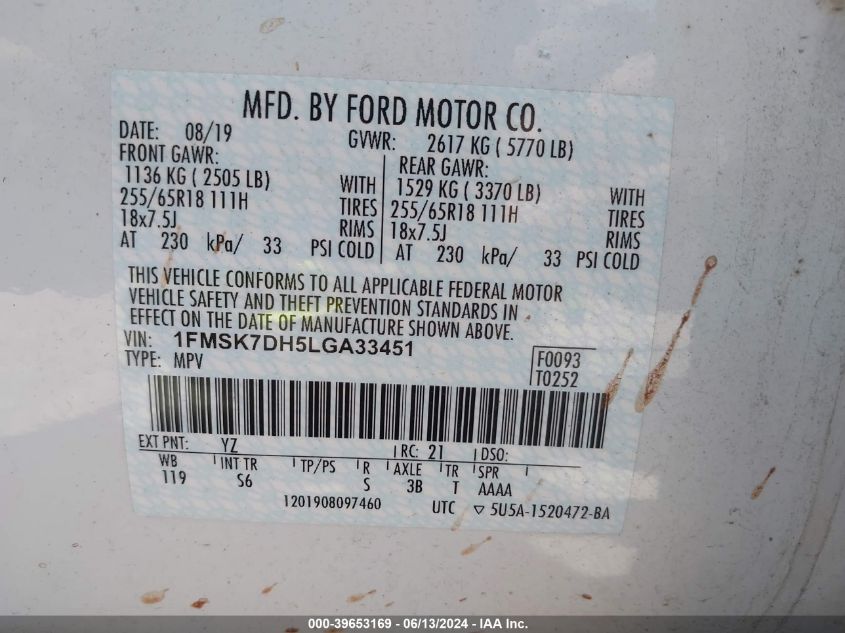 MFD. BY FORD MOTOR CO.
DATE: 08/19 GVWR: 2617 KG ( 5770 LB)
FRONT GAWR: REAR GAWR:
1136 KG ( 2505 LB) WITH 1529 KG ( 3370 LB) WITH
255/65R18 111H TIRES 255/65R18 111H TIRES
18x7.5J RIMS 18x7.5J RIMS
AT 230 kPa/ 33 PSI COLD AT 230 kPa/ 33 PSI COLD
THIS VEHICLE CONFORMS TO ALL APPLICABLE FEDERAL MOTOR
VEHICLE SAFETY AND THEFT PREVENTION STANDARDS IN
EFFECT ON THE DATE OF MANUFACTURE SHOWN ABOVE.
VIN: 1FMSK7DH5LGA33451 F0093
TYPE: MPV T0252
EXT PNT: YZ RC: 21 DSO:
WB INT TR TP/PS R AXLE TR SPR
119 S6 S 3B T AAAA
1201908097460 UTC ▽ 5U5A-1520472-BA
000-39653169 - 06/13/2024 - IAA Inc.